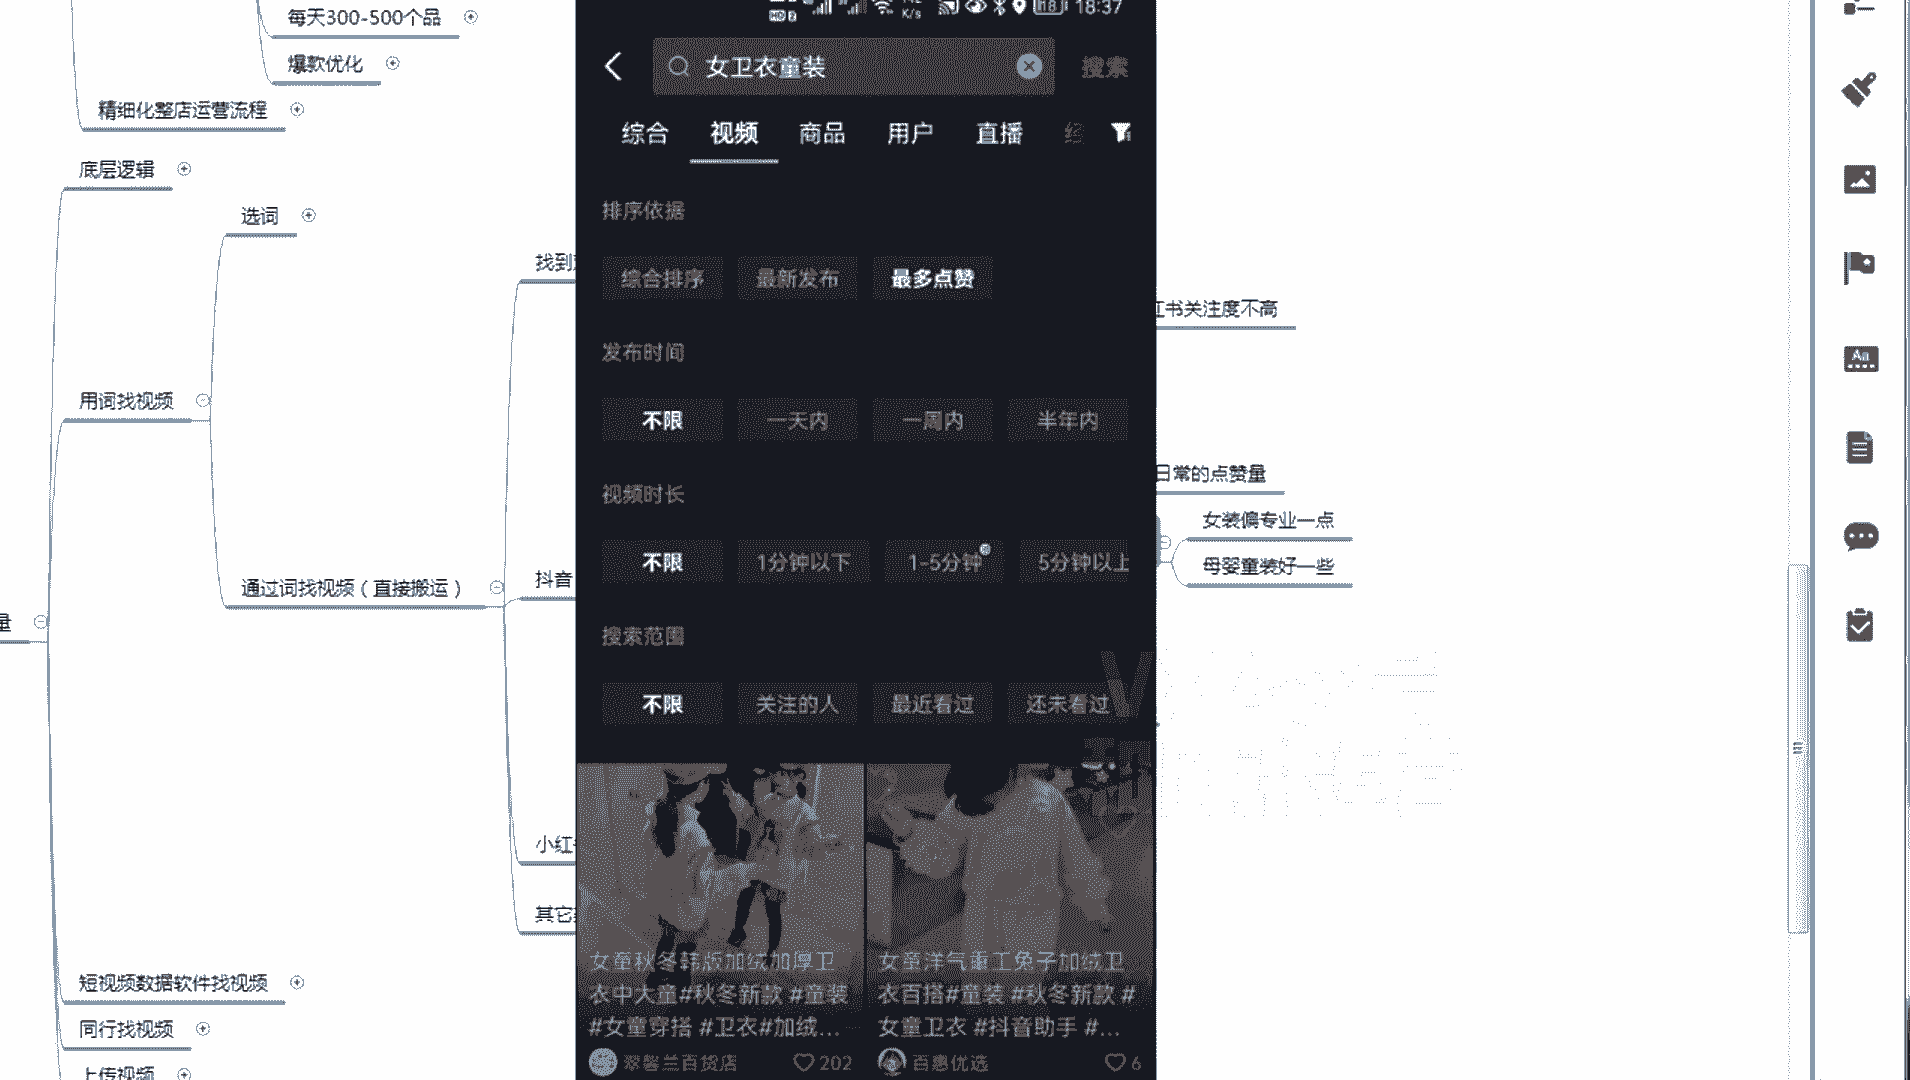 每天300-500个品
爆款优化
精细化整店运营流程
底层逻辑
选词
找到
用词找视频
通过词找视频（直接搬运）
抖音
小红
其它
短视频数据软件找视频
同行找视频
上传视频
量
18:37
女卫衣童装
搜索
综合 视频 商品 用户 直播
排序依据
综合排序 最新发布 最多点赞
发布时间
不限 一天内 一周内 半年内
视频时长
不限 1分钟以下 1-5分钟 5分钟以上
搜索范围
不限 关注的人 最近看过 还未看过
女童秋冬韩版加绒加厚卫
衣中大童#秋冬新款 #童装
#女童穿搭 #卫衣#加绒...
翠馨兰百货店 202
女童洋气重工兔子加绒卫
衣百搭#童装 #秋冬新款 #
女童卫衣 #抖音助手 #...
百惠优选 6
红书关注度不高
日常的点赞量
女装偏专业一点
母婴童装好一些
Aa